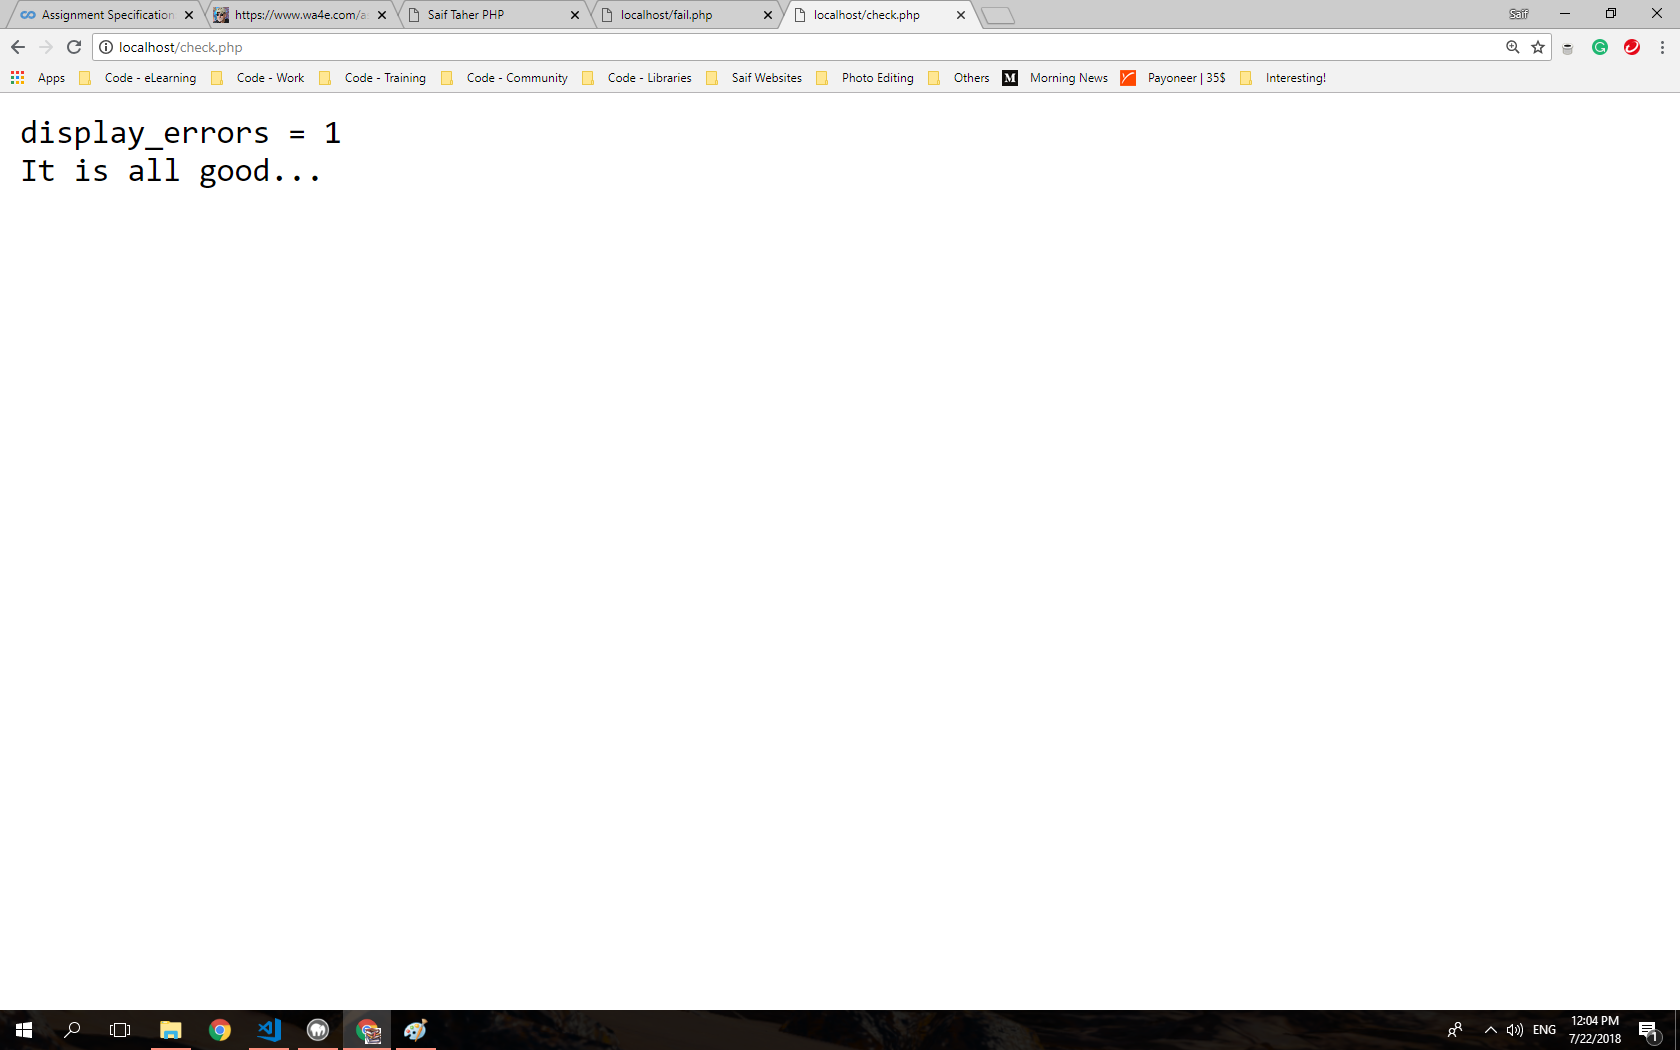 Assignment Specification
https://www.wa4e.com/a
Saif Taher PHP
localhost/fail.php
localhost/check.php
Saif
localhost/check.php
Apps
Code - eLearning
Code - Work
Code - Training
Code - Community
Code - Libraries
Saif Websites
Photo Editing
Others
M
Morning News
Payoneer | 35$
Interesting!
display_errors = 1
It is all good...
ENG
12:04 PM
7/22/2018
1